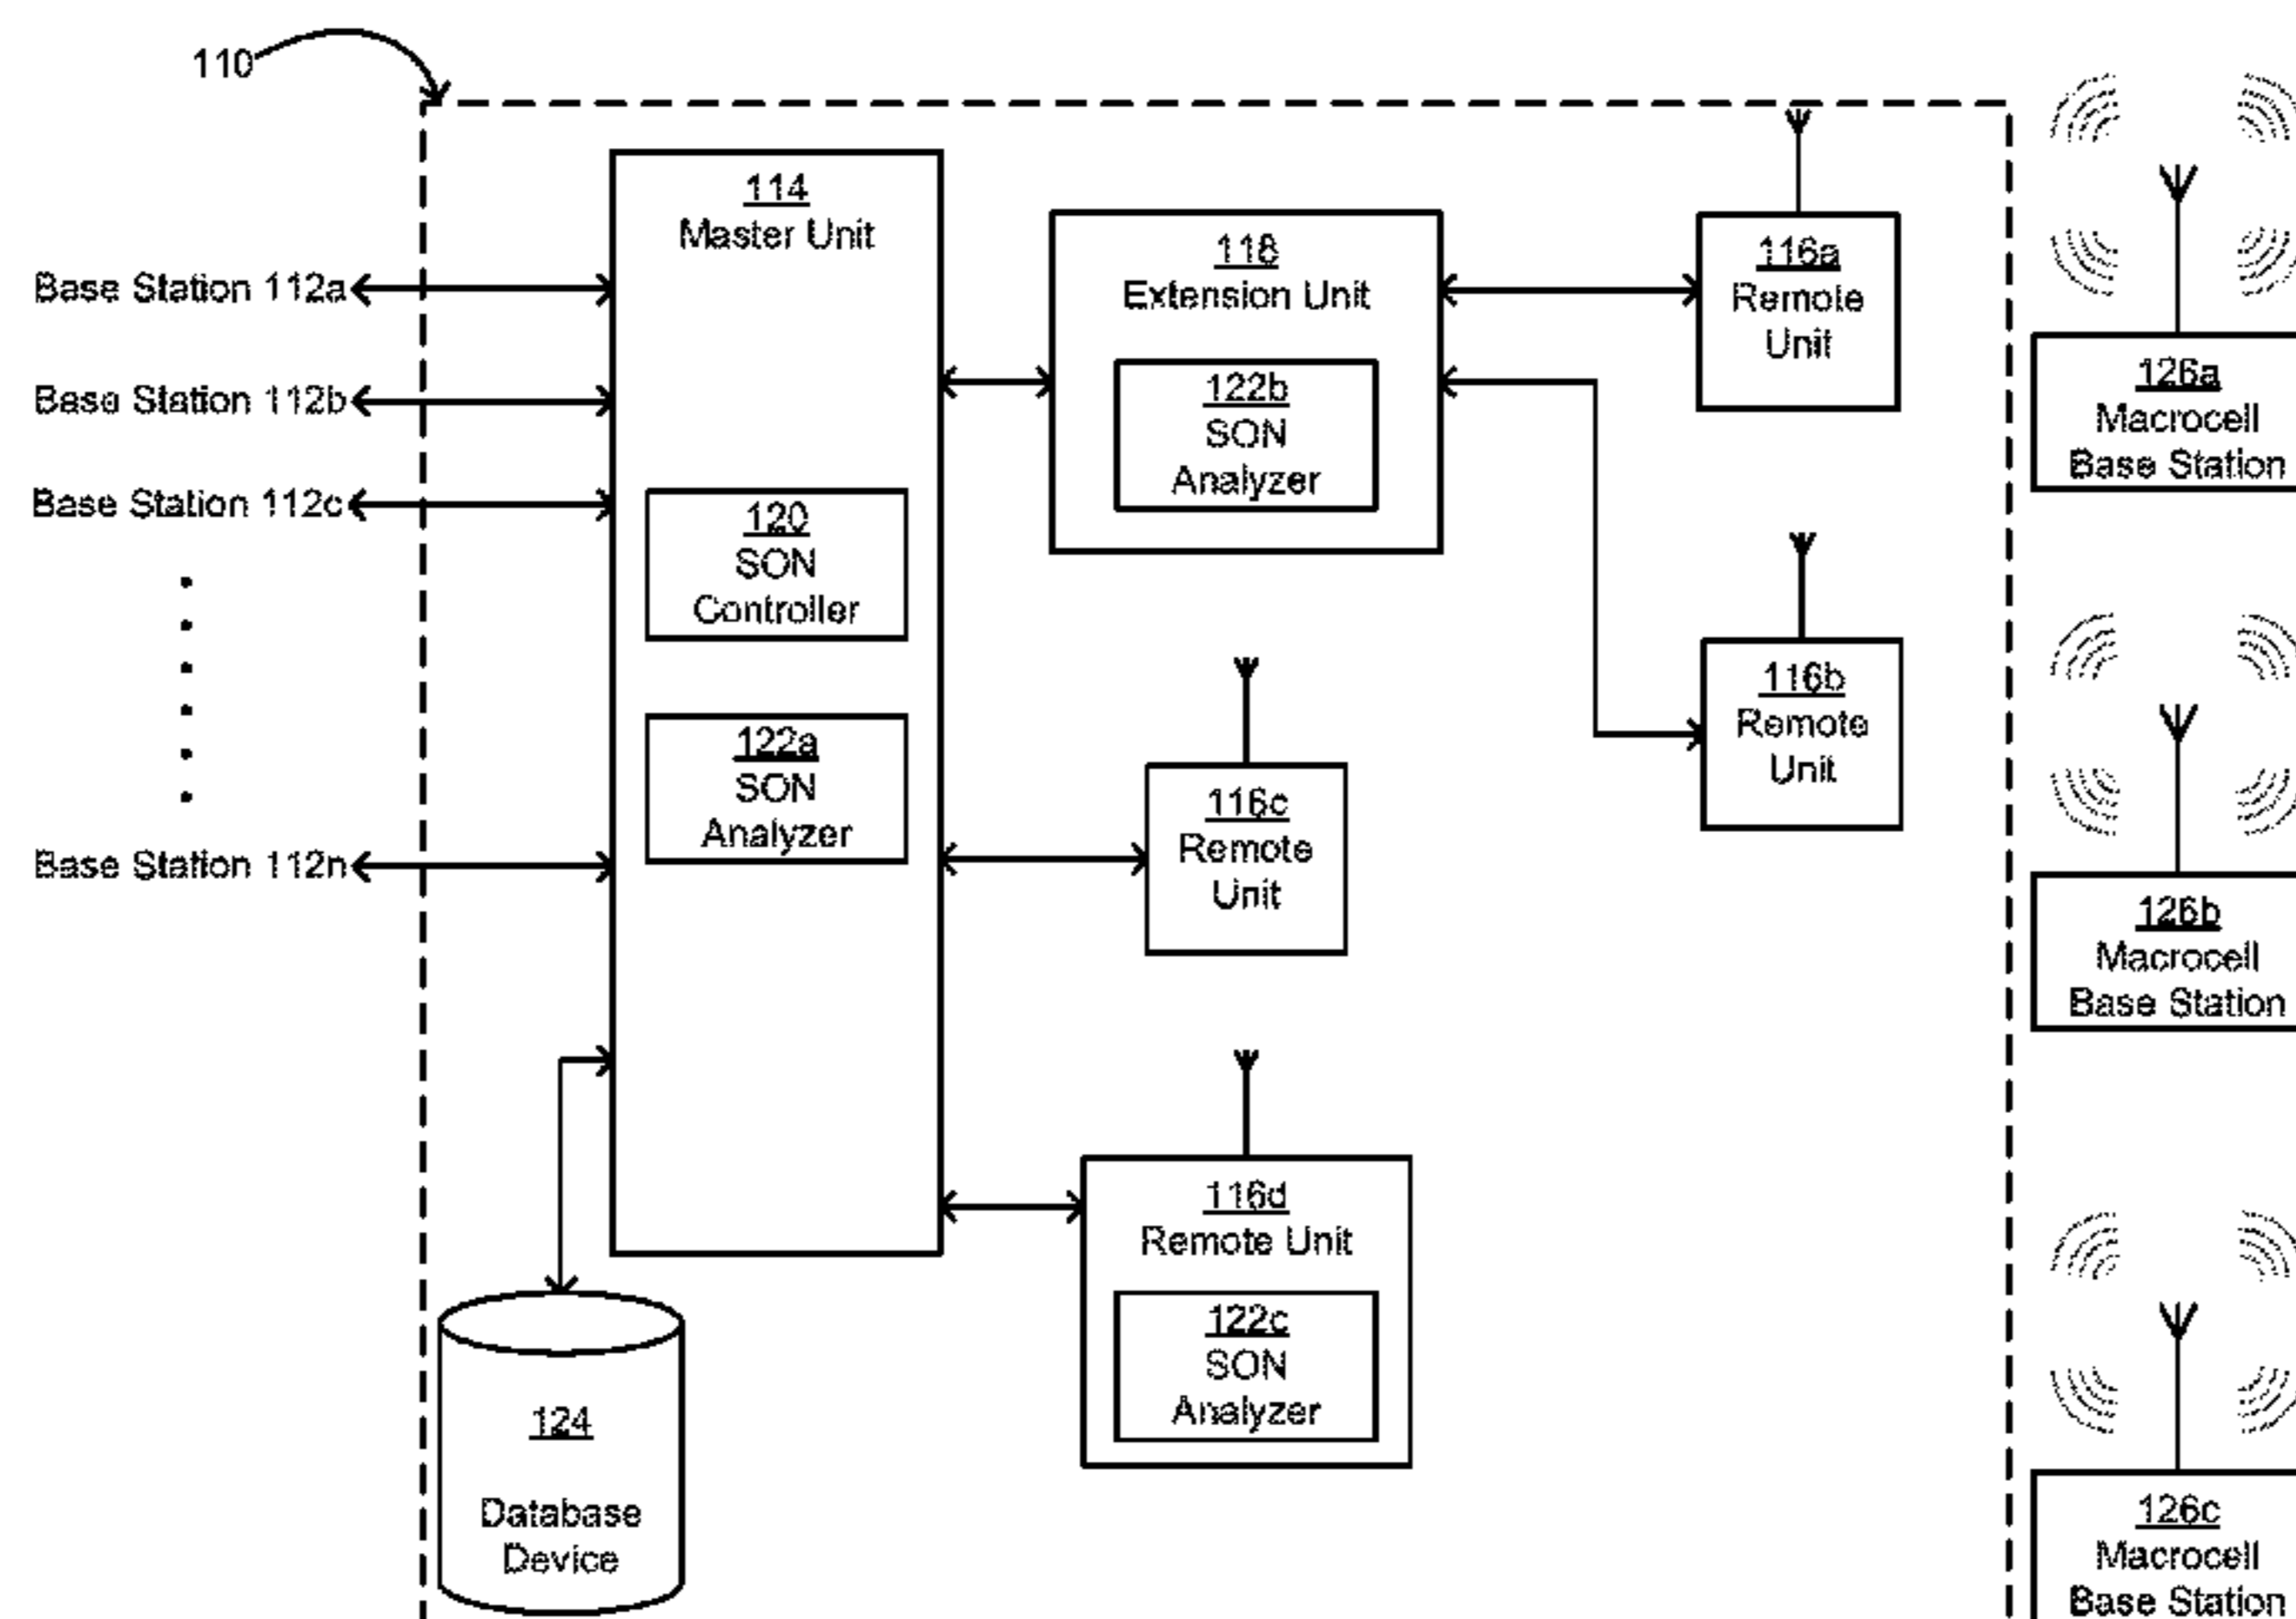 110
Base Station 112a
Base Station 112b
Base Station 112c
Base Station 112n
114
Master Unit
120
SON
Controller
122a
SON
Analyzer
124
Database
Device
118
Extension Unit
122b
SON
Analyzer
116c
Remote
Unit
116d
Remote Unit
122c
SON
Analyzer
116a
Remote
Unit
116b
Remote
Unit
126a
Macrocell
Base Station
126b
Macrocell
Base Station
126c
Macrocell
Base Station